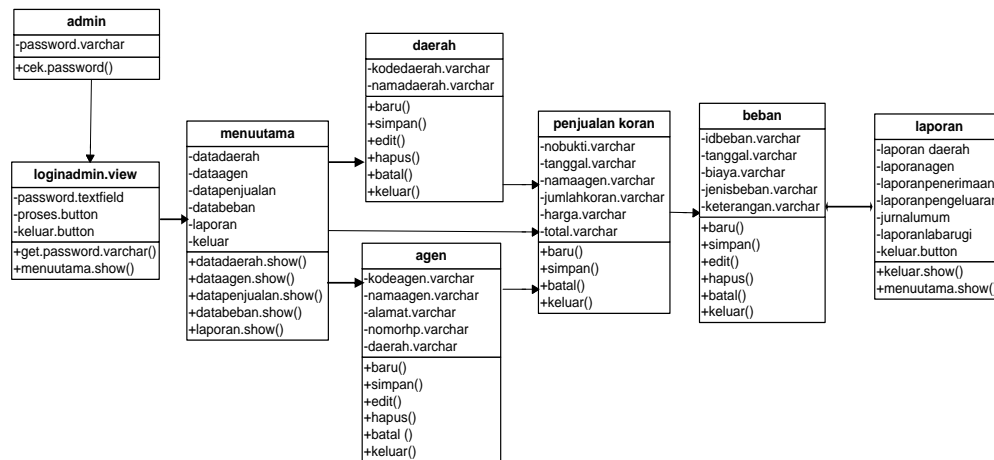 admin
-password.varchar
+cek.password()
loginadmin.view
-password.textfield
-proses.button
-keluar.button
+get.password.varchar()
+menuutama.show()
menuutama
-datadaerah
-dataagen
-datapenjualan
-databeban
-laporan
-keluar
+datadaerah.show()
+dataagen.show()
+datapenjualan.show()
+databeban.show()
+laporan.show()
daerah
-kodedaerah.varchar
-namadaerah.varchar
+baru()
+simpan()
+edit()
+hapus()
+batal()
+keluar()
agen
-kodeagen.varchar
-namaagen.varchar
-alamat.varchar
-nomorhp.varchar
-daerah.varchar
+baru()
+simpan()
+edit()
+hapus()
+batal ()
+keluar()
penjualan koran
-nobukti.varchar
-tanggal.varchar
-namaagen.varchar
-jumlahkoran.varchar
-harga.varchar
-total.varchar
+baru()
+simpan()
+batal()
+keluar()
beban
-idbeban.varchar
-tanggal.varchar
-biaya.varchar
-jenisbeban.varchar
-keterangan.varchar
+baru()
+simpan()
+edit()
+hapus()
+batal()
+keluar()
laporan
-laporan daerah
-laporanagen
-laporanpenerimaan
-laporanpengeluaran
-jurnalumum
-laporanlabarugi
-keluar.button
+keluar.show()
+menuutama.show()